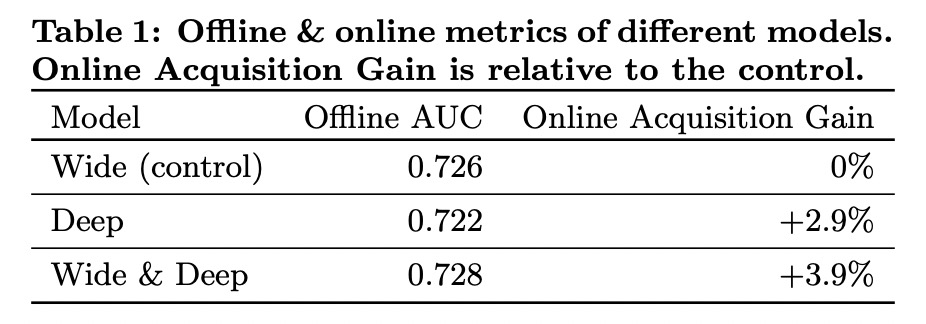 Table 1: Offline & online metrics of different models.
Online Acquisition Gain is relative to the control.
Model Offline AUC Online Acquisition Gain
Wide (control) 0.726 0%
Deep 0.722 +2.9%
Wide & Deep 0.728 +3.9%